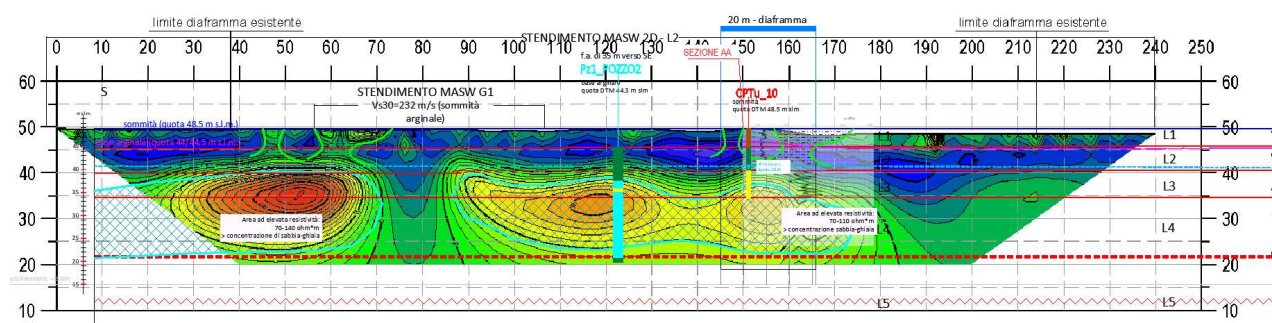 limite diaframma esistente
20 m - diaframma
limite diaframma esistente
STENDIMENTO MASW 2D - L2
0 10 20 30 40 50 60 70 80 90 100 110 120 130 140 150 160 170 180 190 200 210 220 230 240 250
SEZIONE AA
f.a. di 35 m verso SE
Pz1_POZZO2
base arginale
quota DTM 44.3 m slm
60
60
S
STENDIMENTO MASW G1
Vs30=232 m/s (sommità
arginale)
CPTu_10
sommità
quota DTM 48.5 m slm
sommità (quota 48.5 m s.l.m.)
50
50
L1
L1
40
40
L2
L3
L3
30
30
Area ad elevata resistività:
70-140 ohm*m
> concentrazione di sabbia-ghiaia
Area ad elevata resistività:
70-110 ohm*m
> concentrazione sabbia-ghiaia
L4
L4
20
20
10
10
L5
L5